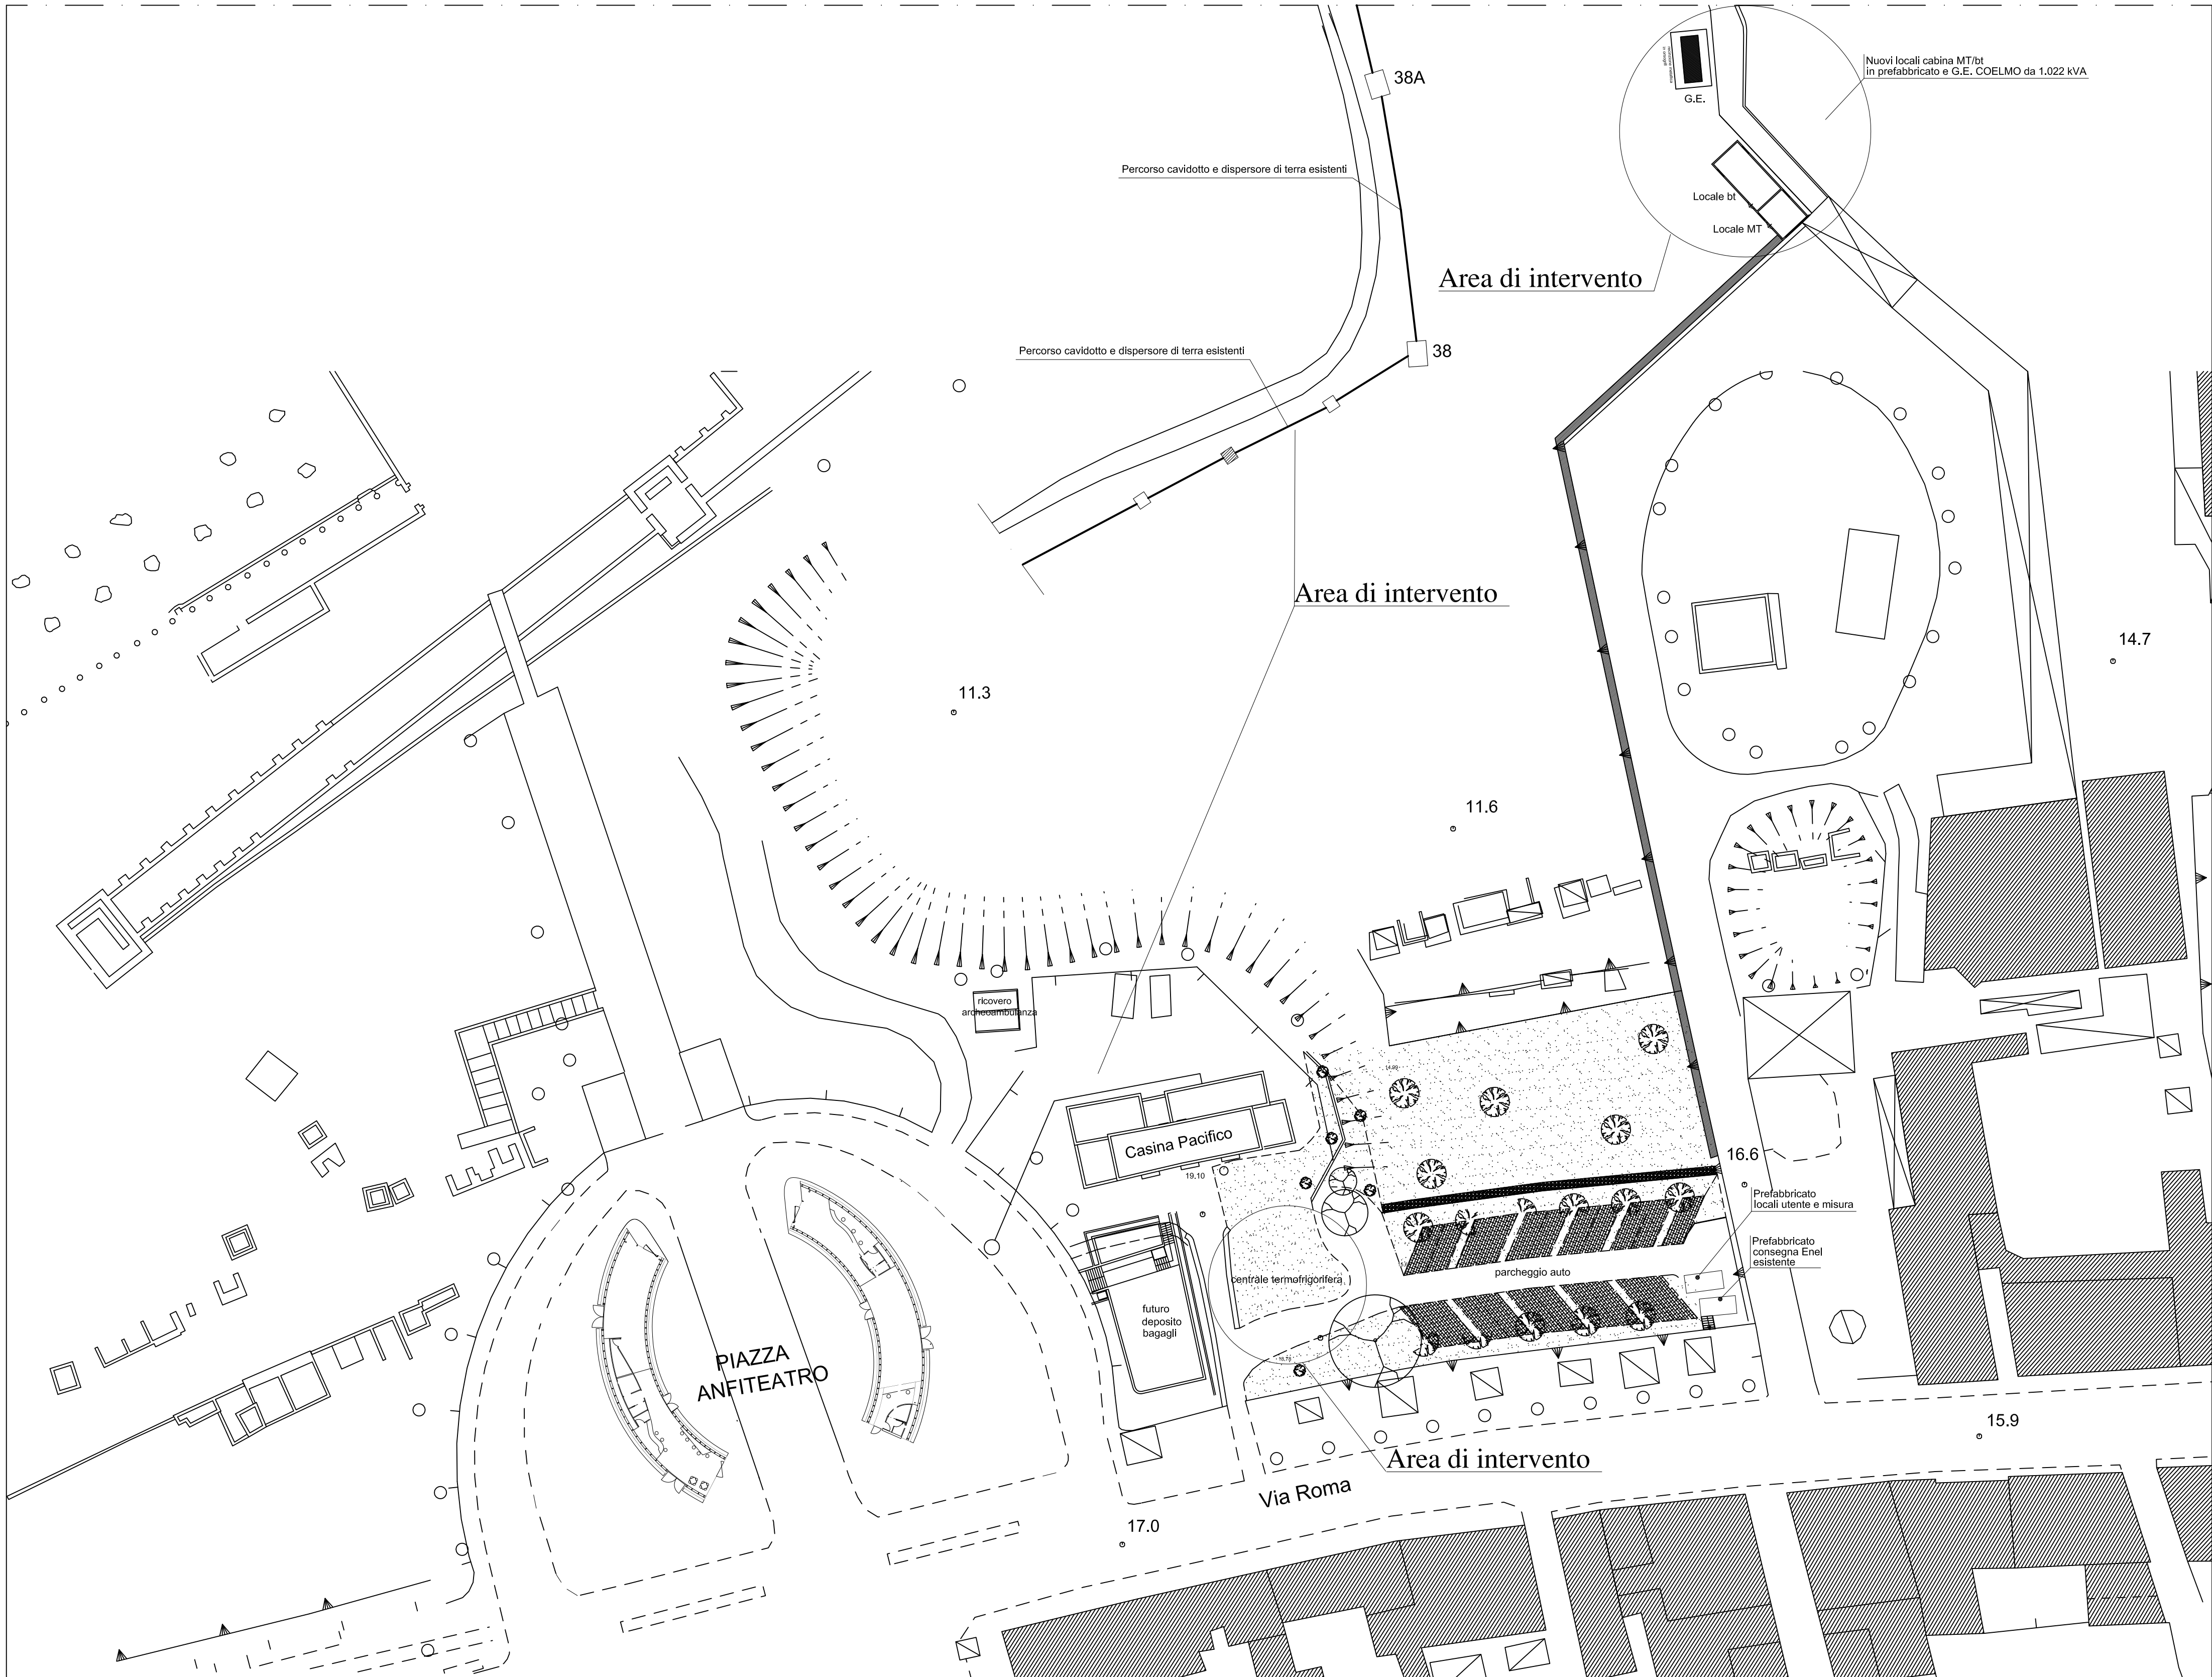 38A
Nuovi locali cabina MT/bt
in prefabbricato e G.E. COELMO da 1.022 kVA
G.E.
Percorso cavidotto e dispersore di terra esistenti
Locale bt
Locale MT
Area di intervento
Percorso cavidotto e dispersore di terra esistenti
38
Area di intervento
14.7
11.3
11.6
ricovero
archeoambulanza
Casina Pacifico
19,10
16.6
Prefabbricato
locali utente e misura
Prefabbricato
consegna Enel
esistente
centrale termofrigorifera
parcheggio auto
futuro
deposito
bagagli
PIAZZA
ANFITEATRO
15.9
Area di intervento
Via Roma
17.0